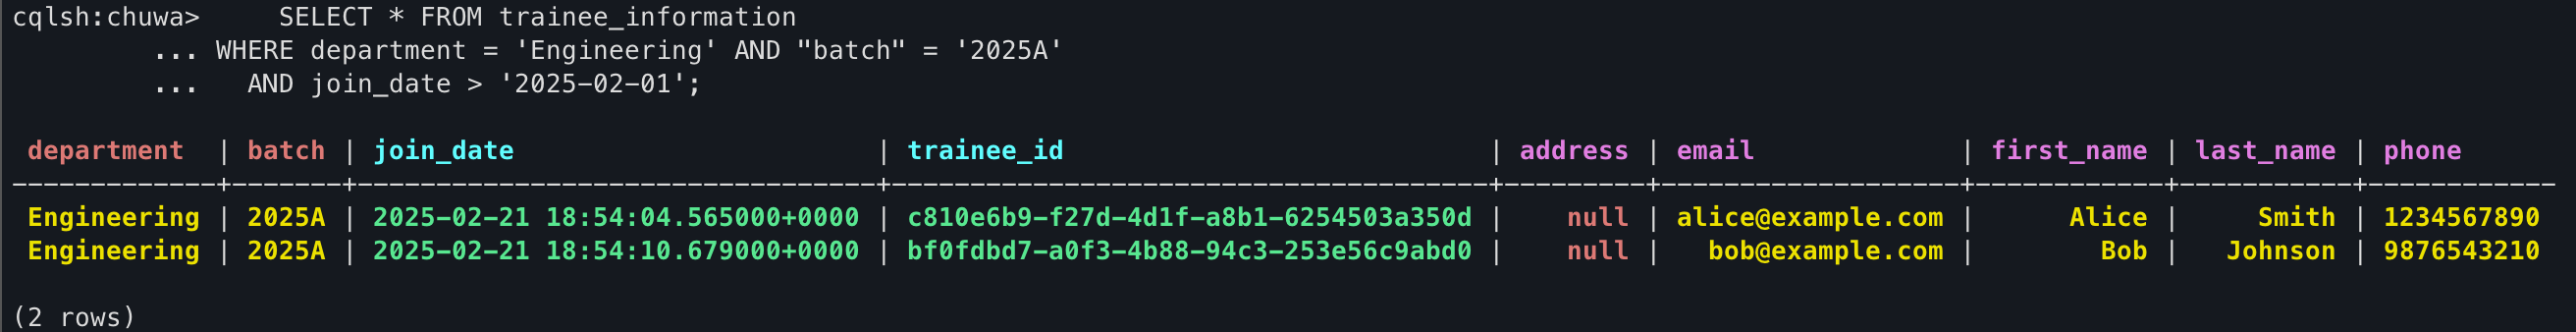 cqlsh:chuwa>     SELECT * FROM trainee_information
         ... WHERE department = 'Engineering' AND "batch" = '2025A'
         ...   AND join_date > '2025-02-01';
 department  | batch | join_date                       | trainee_id                           | address | email             | first_name | last_name | phone
-------------+-------+---------------------------------+--------------------------------------+---------+-------------------+------------+-----------+------------
 Engineering | 2025A | 2025-02-21 18:54:04.565000+0000 | c810e6b9-f27d-4d1f-a8b1-6254503a350d |    null | alice@example.com |      Alice |     Smith | 1234567890
 Engineering | 2025A | 2025-02-21 18:54:10.679000+0000 | bf0fdbd7-a0f3-4b88-94c3-253e56c9abd0 |    null |   bob@example.com |        Bob |   Johnson | 9876543210
(2 rows)